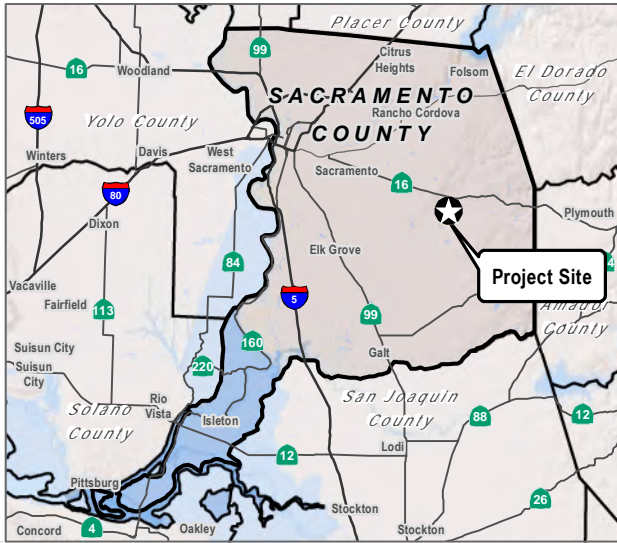 Placer County
99
Citrus
Heights
16
Woodland
Folsom
El Dorado
County
SACRAMENTO
COUNTY
505
Yolo County
Rancho Cordova
Winters
Davis
West
Sacramento
Sacramento
16
80
Dixon
Plymouth
Elk Grove
84
Project Site
4
Vacaville
Fairfield
113
5
99
Amador
County
160
Suisun City
Suisun
City
220
Galt
Rio
Vista
Solano
County
Isleton
San Joaquin
County
88
12
12
Lodi
Pittsburg
26
Stockton
Concord
4
Oakley
Stockton